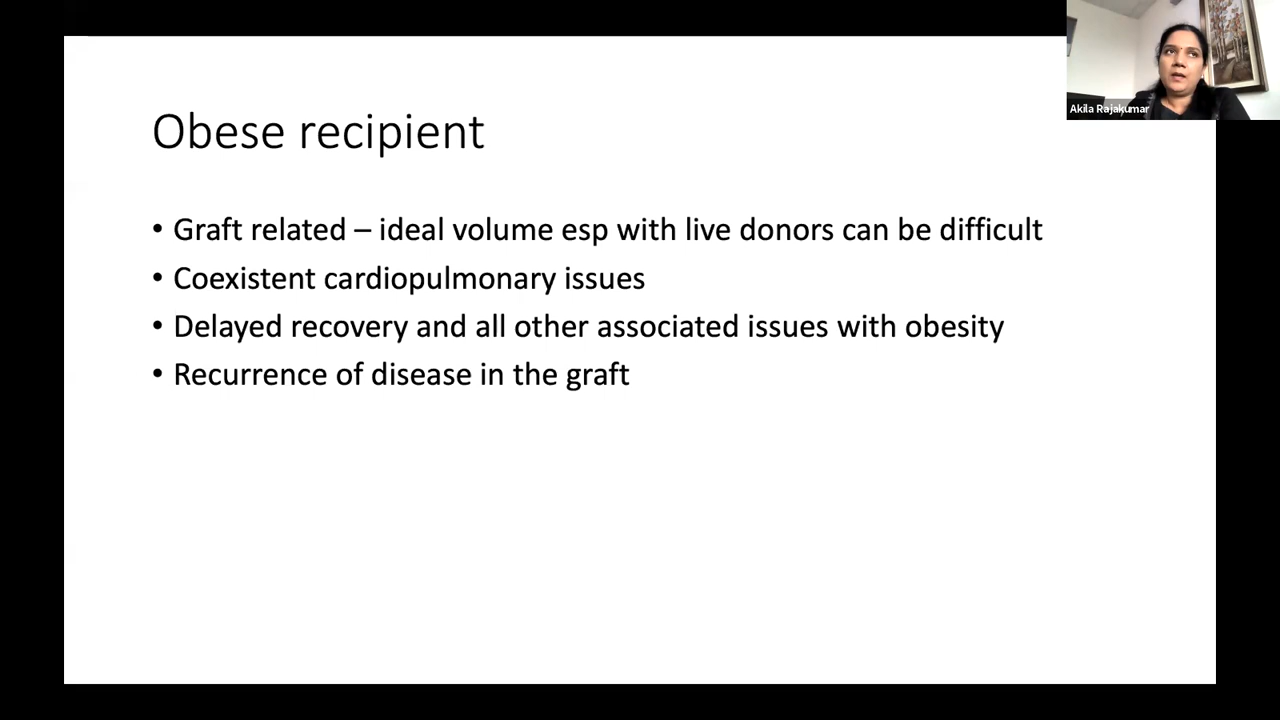 Akila Rajakumar
Obese recipient
• Graft related – ideal volume esp with live donors can be difficult
• Coexistent cardiopulmonary issues
• Delayed recovery and all other associated issues with obesity
• Recurrence of disease in the graft